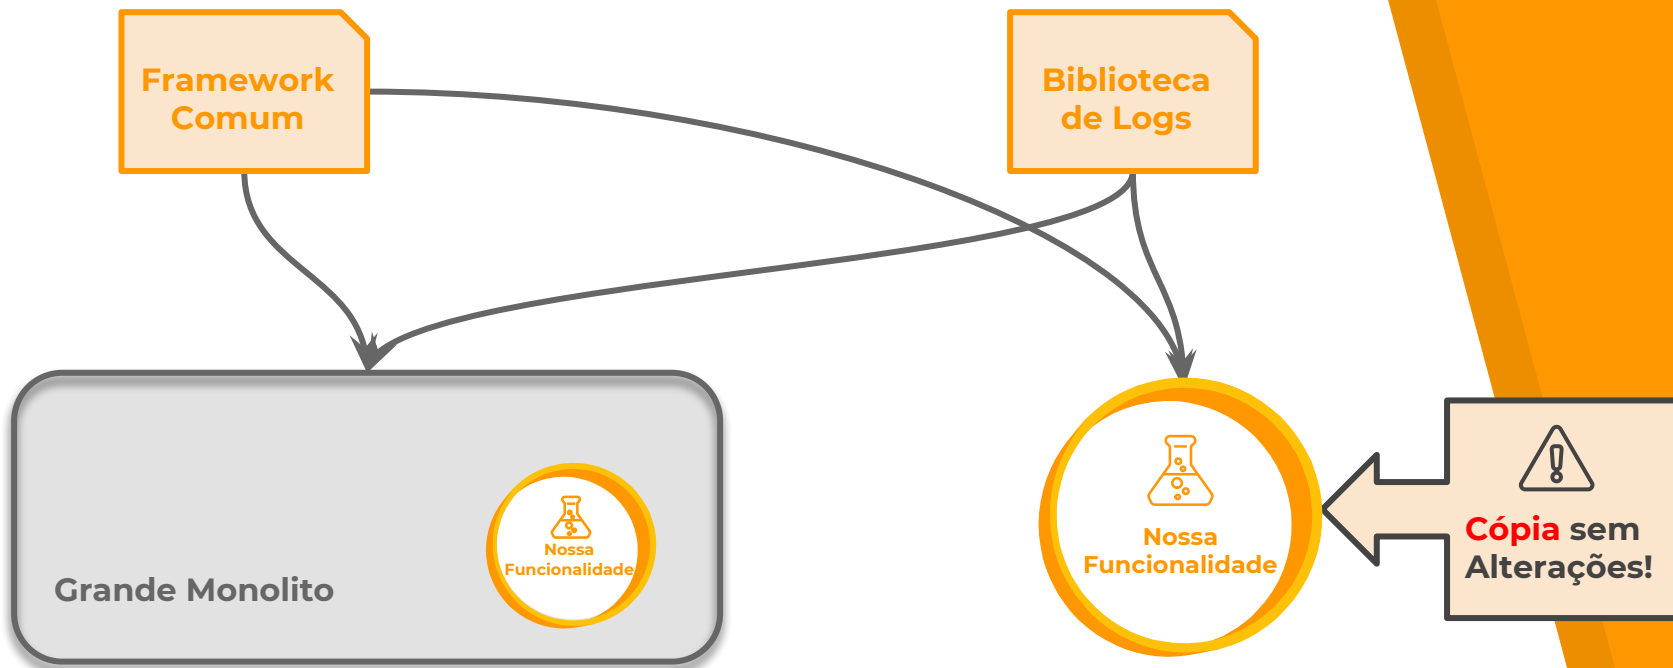 Framework
Comum
Biblioteca
de Logs
Grande Monolito
Nossa
Funcionalidade
Nossa
Funcionalidade
Cópia sem
Alterações!